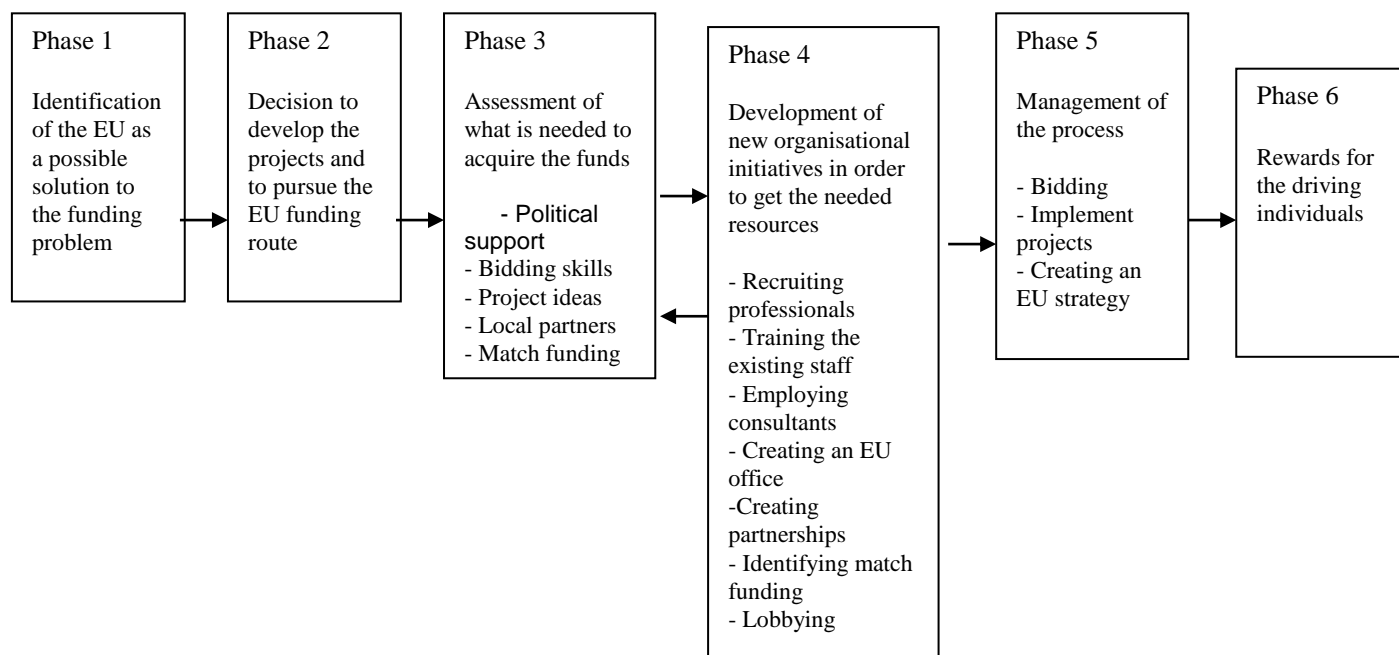 Phase 1
Identification
of the EU as
a possible
solution to
the funding
problem
Phase 2
Decision to
develop the
projects and
to pursue the
EU funding
route
Phase 3
Assessment of
what is needed to
acquire the funds
- Political
support
- Bidding skills
- Project ideas
- Local partners
- Match funding
Phase 4
Development of
new organisational
initiatives in order
to get the needed
resources
- Recruiting
professionals
- Training the
existing staff
- Employing
consultants
- Creating an EU
office
-Creating
partnerships
- Identifying match
funding
- Lobbying
Phase 5
Management of
the process
- Bidding
- Implement
projects
- Creating an
EU strategy
Phase 6
Rewards for
the driving
individuals